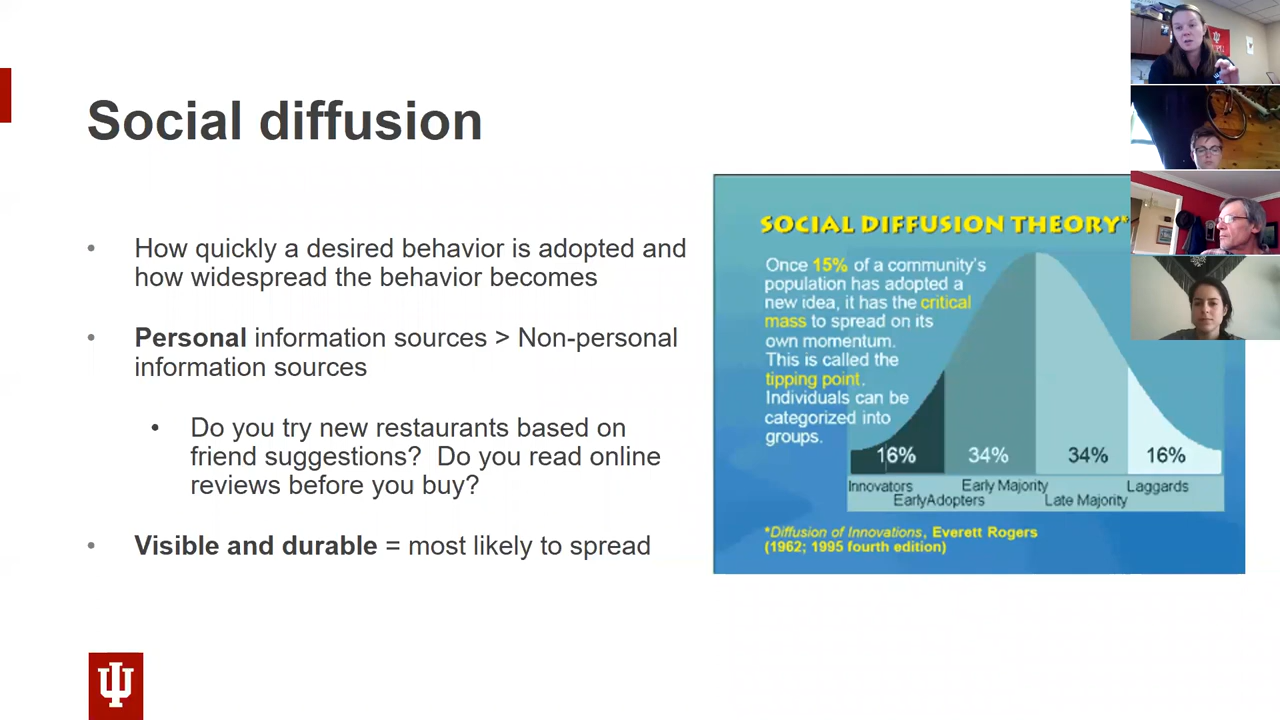 Social diffusion
• How quickly a desired behavior is adopted and
how widespread the behavior becomes
• Personal information sources > Non-personal
information sources
• Do you try new restaurants based on
friend suggestions? Do you read online
reviews before you buy?
• Visible and durable = most likely to spread
SOCIAL DIFFUSION THEORY*
Once 15% of a community's
population has adopted a
new idea, it has the critical
mass to spread on its
own momentum.
This is called the
tipping point.
Individuals can be
categorized into
groups.
16% 34% 34% 16%
Innovators Early Majority Laggards
EarlyAdopters Late Majority
*Diffusion of Innovations, Everett Rogers
(1962; 1995 fourth edition)